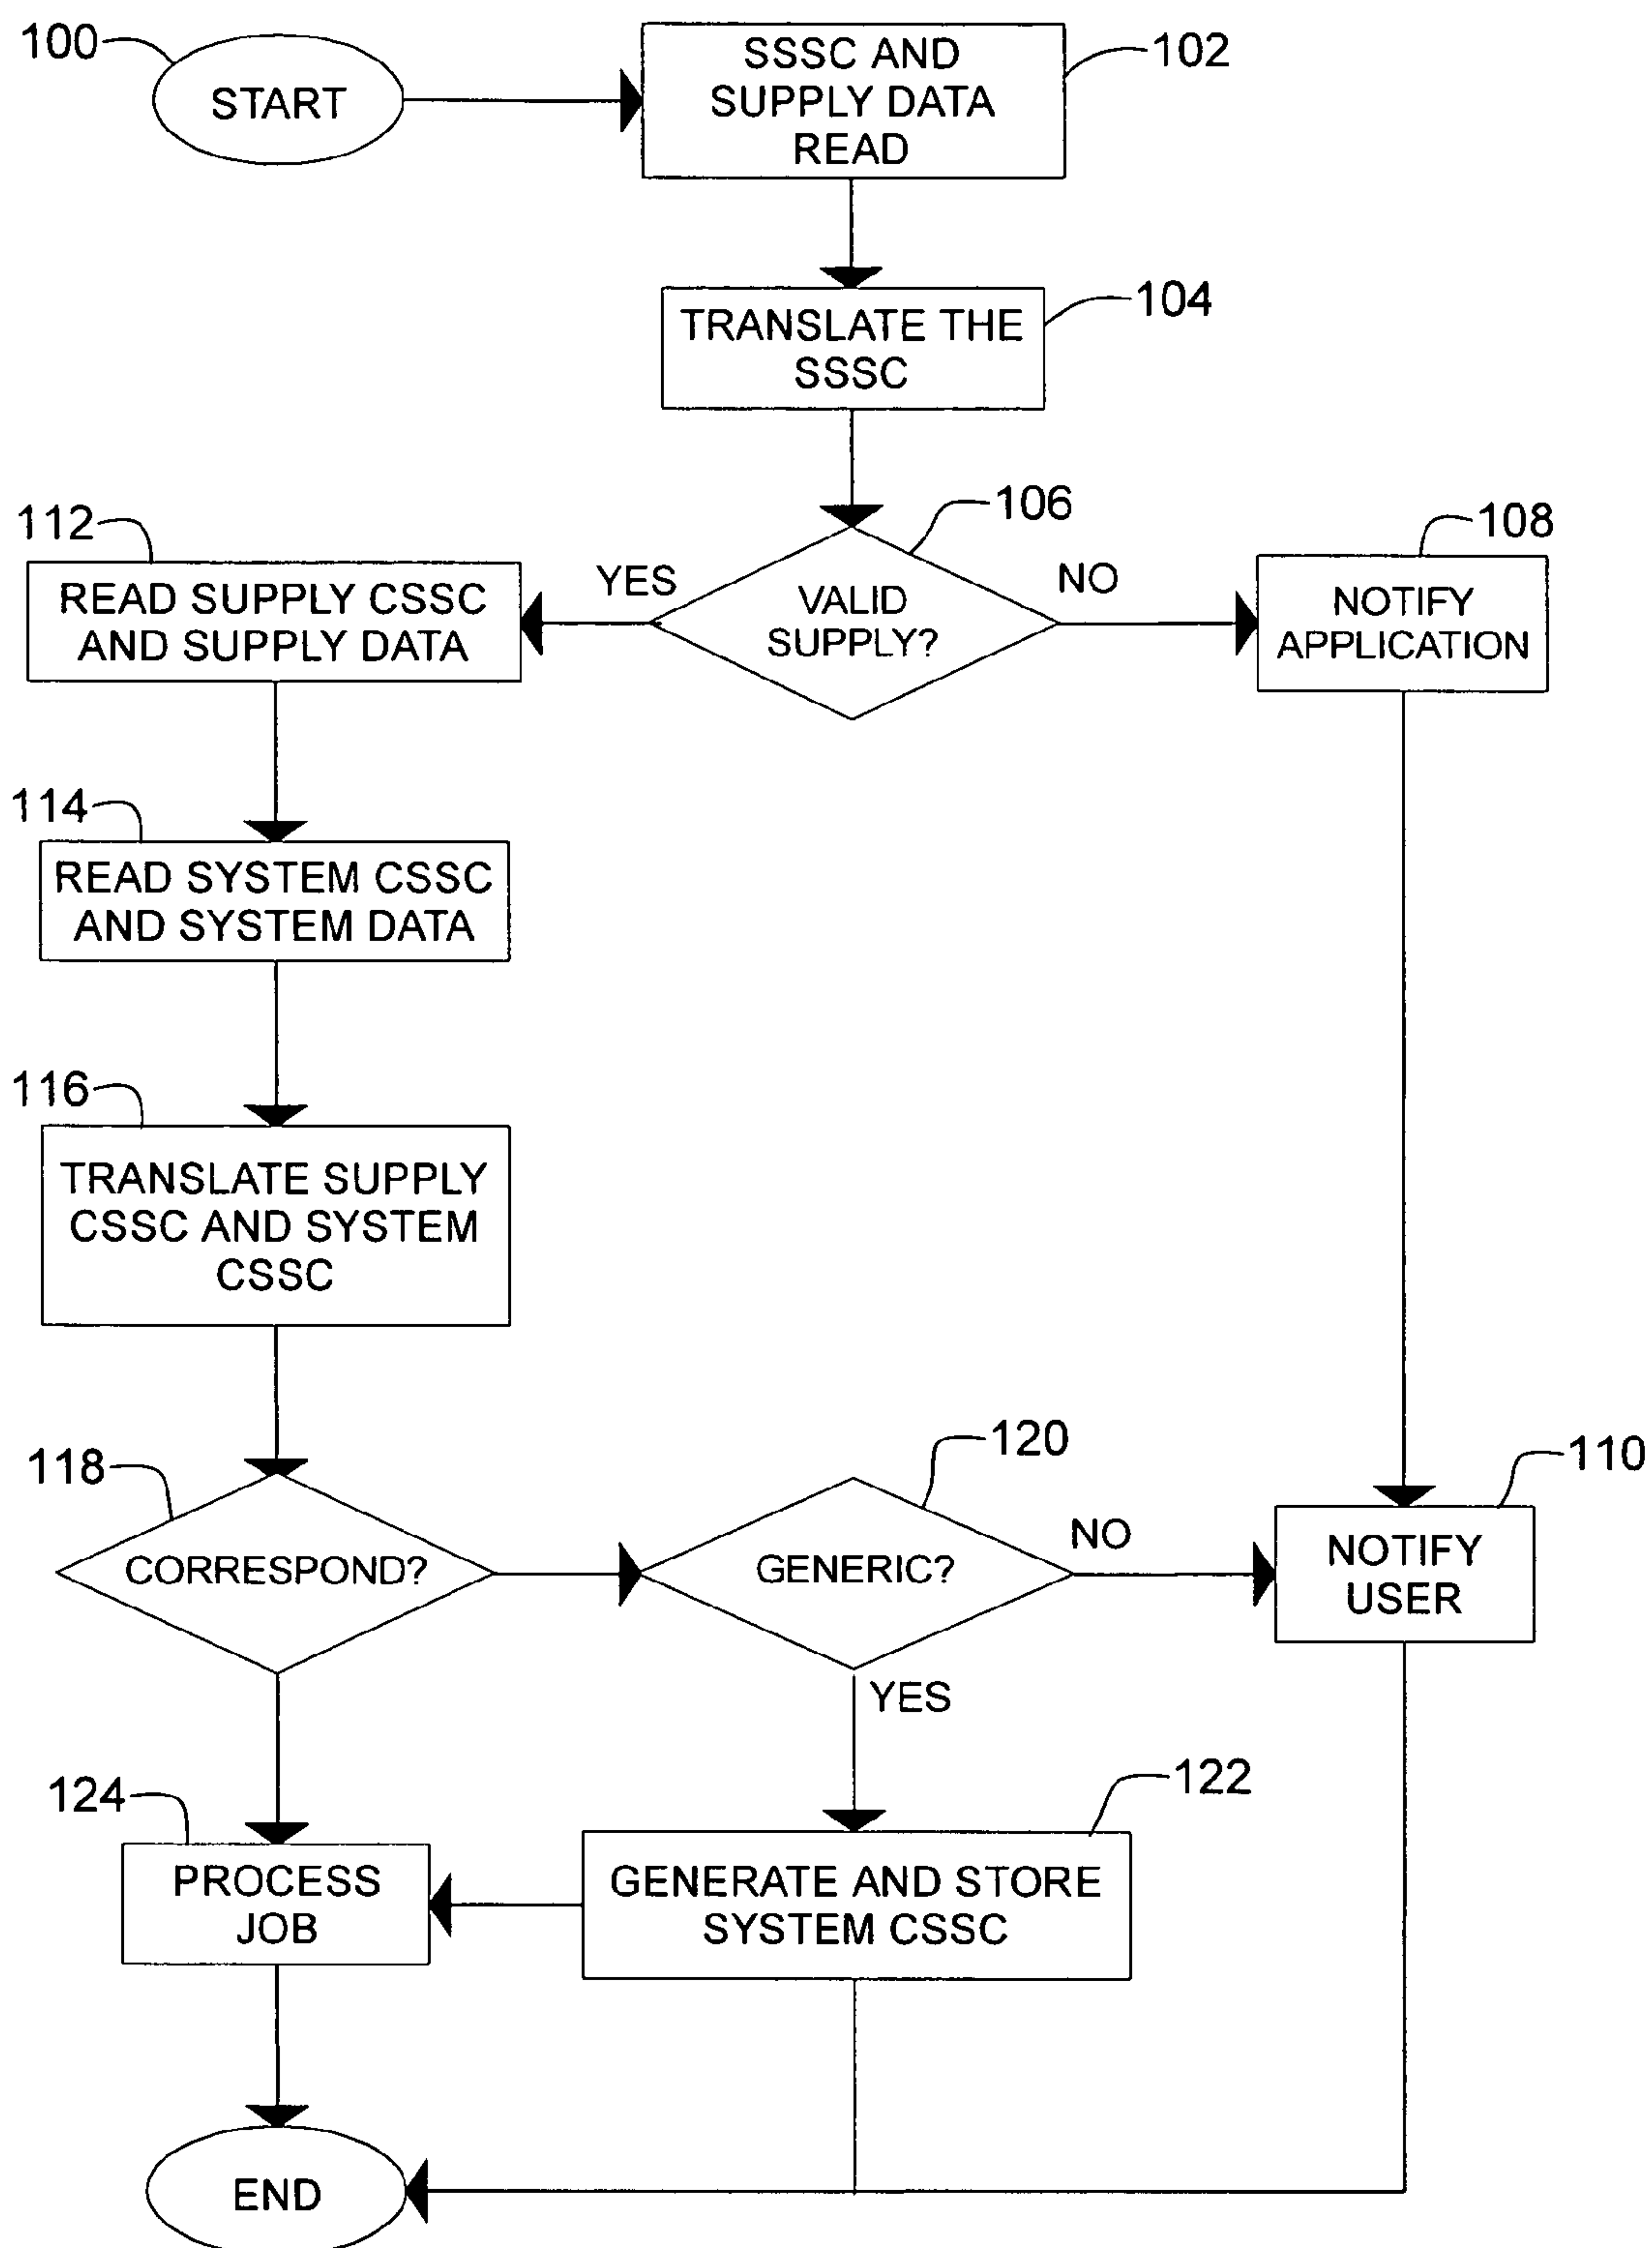 100
START
SSSC AND
SUPPLY DATA
READ
102
TRANSLATE THE
SSSC
104
106
VALID
SUPPLY?
YES
NO
108
NOTIFY
APPLICATION
112
READ SUPPLY CSSC
AND SUPPLY DATA
114
READ SYSTEM CSSC
AND SYSTEM DATA
116
TRANSLATE SUPPLY
CSSC AND SYSTEM
CSSC
118
CORRESPOND?
120
GENERIC?
NO
YES
110
NOTIFY
USER
124
PROCESS
JOB
122
GENERATE AND STORE
SYSTEM CSSC
END